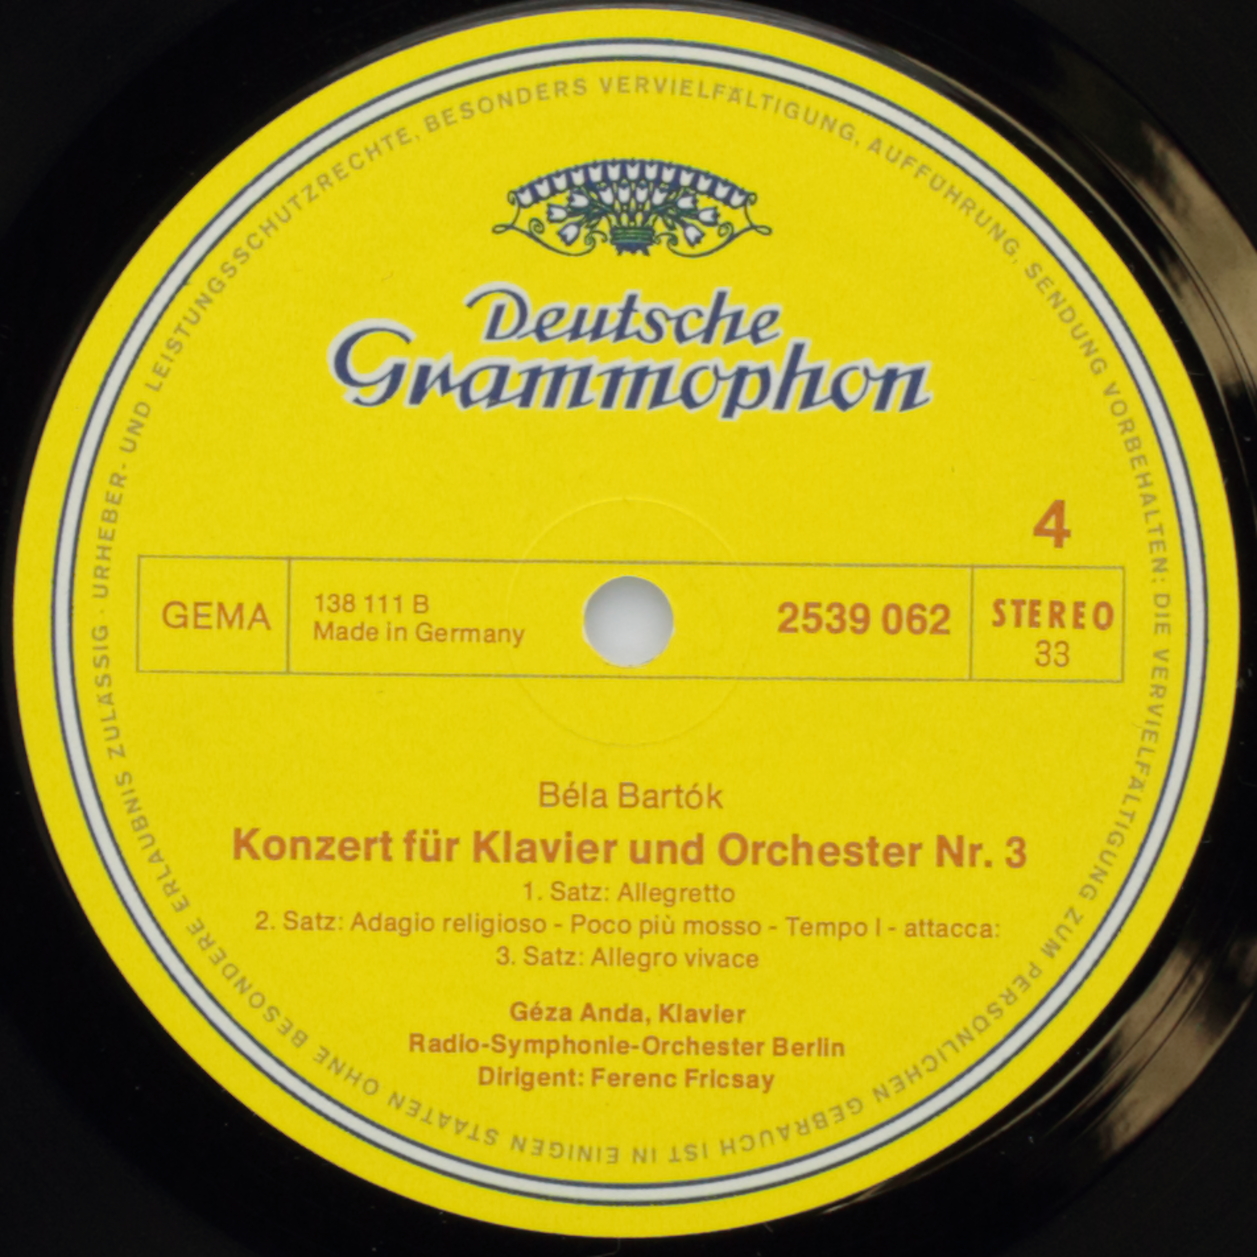 URHEBER- UND LEISTUNGSSCHUTZRECHTE, BESONDERS VERVIELFÄLTIGUNG, AUFFÜHRUNG, SENDUNG VORBEHALTEN: DIE VERVIELFÄLTIGUNG ZUM PERSÖNLICHEN GEBRAUCH IST IN EINIGEN STAATEN OHNE BESONDERE ERLAUBNIS ZULÄSSIG ·
Deutsche
Grammophon
4
GEMA
138 111 B
Made in Germany
2539 062
STEREO
33
Béla Bartók
Konzert für Klavier und Orchester Nr. 3
1. Satz: Allegretto
2. Satz: Adagio religioso - Poco più mosso - Tempo I - attacca:
3. Satz: Allegro vivace
Géza Anda, Klavier
Radio-Symphonie-Orchester Berlin
Dirigent: Ferenc Fricsay